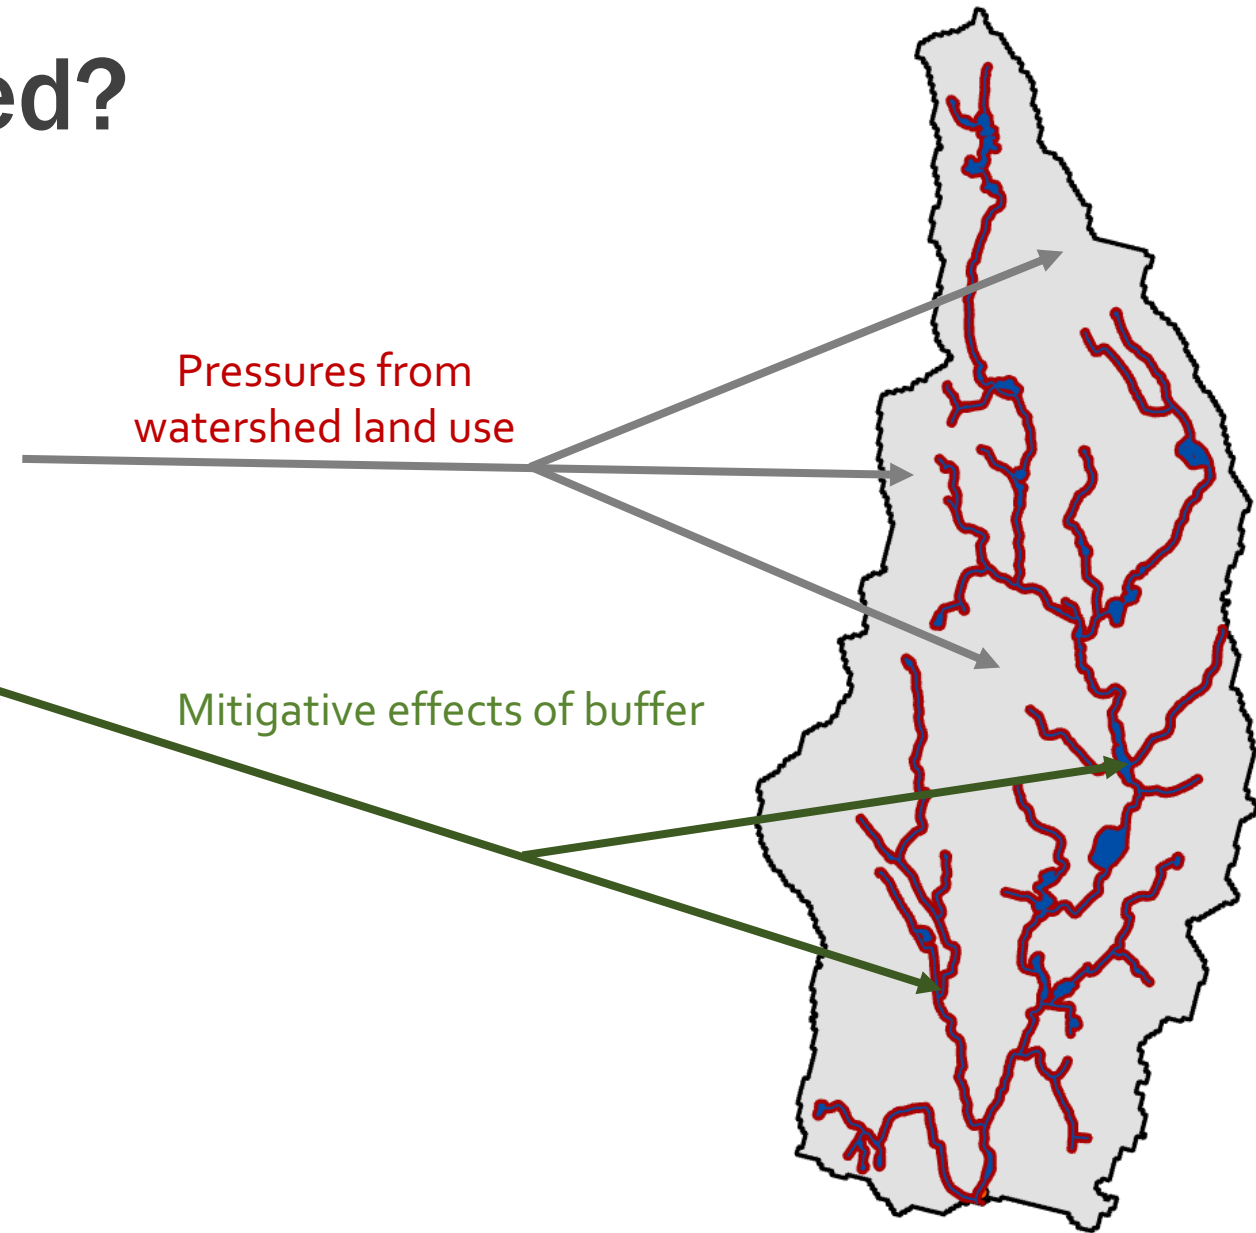 ed?
Pressures from
watershed land use
Mitigative effects of buffer